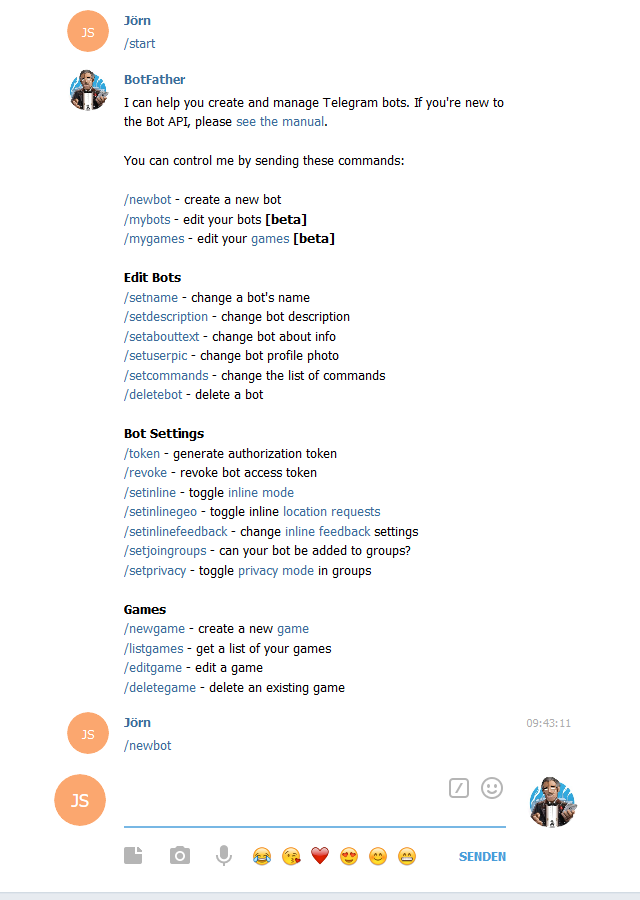 JS
Jörn
/start
BotFather
I can help you create and manage Telegram bots. If you're new to
the Bot API, please see the manual.
You can control me by sending these commands:
/newbot - create a new bot
/mybots - edit your bots [beta]
/mygames - edit your games [beta]
Edit Bots
/setname - change a bot's name
/setdescription - change bot description
/setabouttext - change bot about info
/setuserpic - change bot profile photo
/setcommands - change the list of commands
/deletebot - delete a bot
Bot Settings
/token - generate authorization token
/revoke - revoke bot access token
/setinline - toggle inline mode
/setinlinegeo - toggle inline location requests
/setinlinefeedback - change inline feedback settings
/setjoingroups - can your bot be added to groups?
/setprivacy - toggle privacy mode in groups
Games
/newgame - create a new game
/listgames - get a list of your games
/editgame - edit a game
/deletegame - delete an existing game
JS
Jörn 09:43:11
/newbot
JS
SENDEN